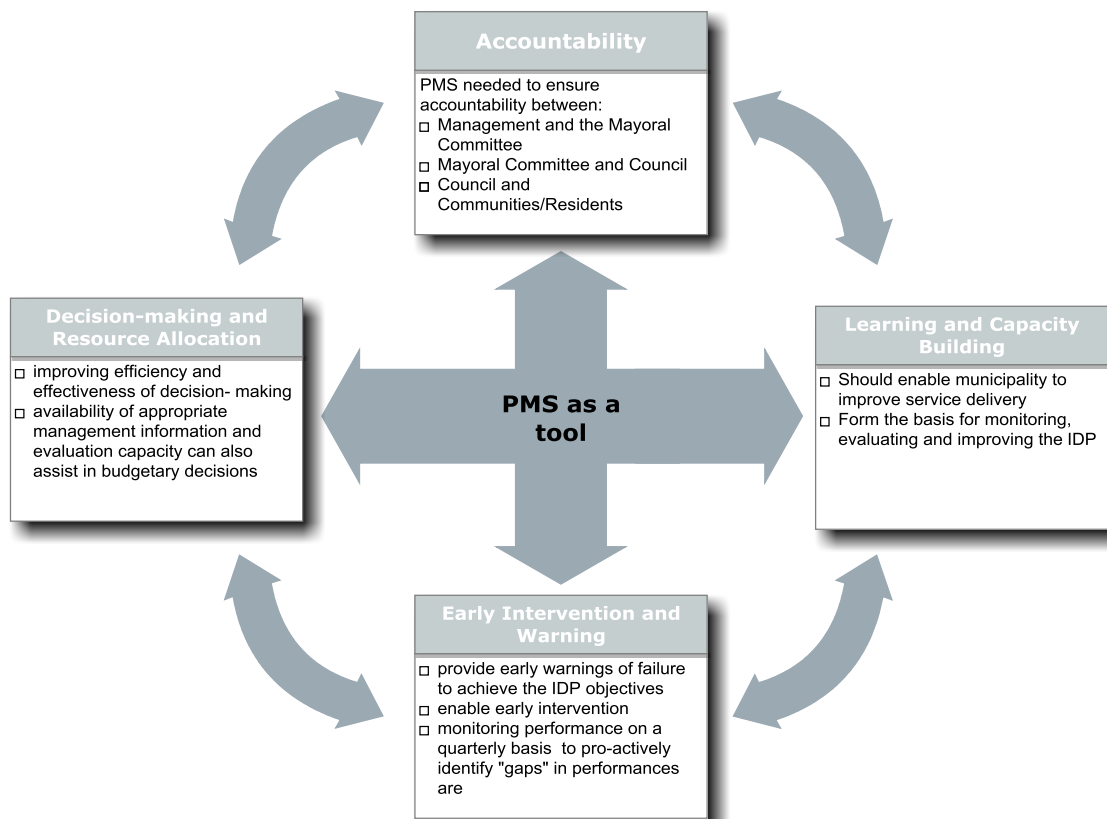 Accountability
PMS needed to ensure
accountability between:
Management and the Mayoral
Committee
Mayoral Committee and Council
Council and
Communities/Residents
Decision-making and
Resource Allocation
improving efficiency and
effectiveness of decision- making
availability of appropriate
management information and
evaluation capacity can also
assist in budgetary decisions
PMS as a
tool
Learning and Capacity
Building
Should enable municipality to
improve service delivery
Form the basis for monitoring,
evaluating and improving the IDP
Early Intervention and
Warning
provide early warnings of failure
to achieve the IDP objectives
enable early intervention
monitoring performance on a
quarterly basis  to pro-actively
identify "gaps" in performances
are